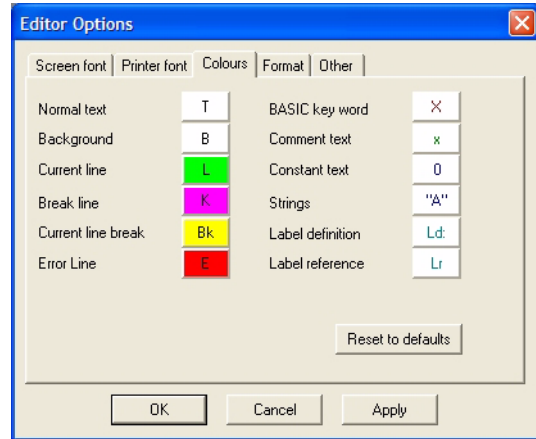 Editor Options
Screen font Printer font Colours Format Other
Normal text T BASIC key word X
Background B Comment text x
Current line L Constant text 0
Break line K Strings "A"
Current line break Bk Label definition Ld:
Error Line E Label reference Lr
Reset to defaults
OK Cancel Apply